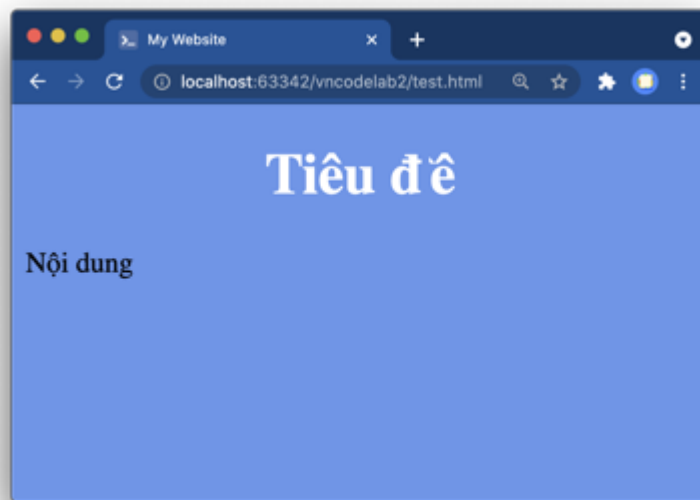 My Website
localhost:63342/vncodelab2/test.html
Tiêu đề
Nội dung